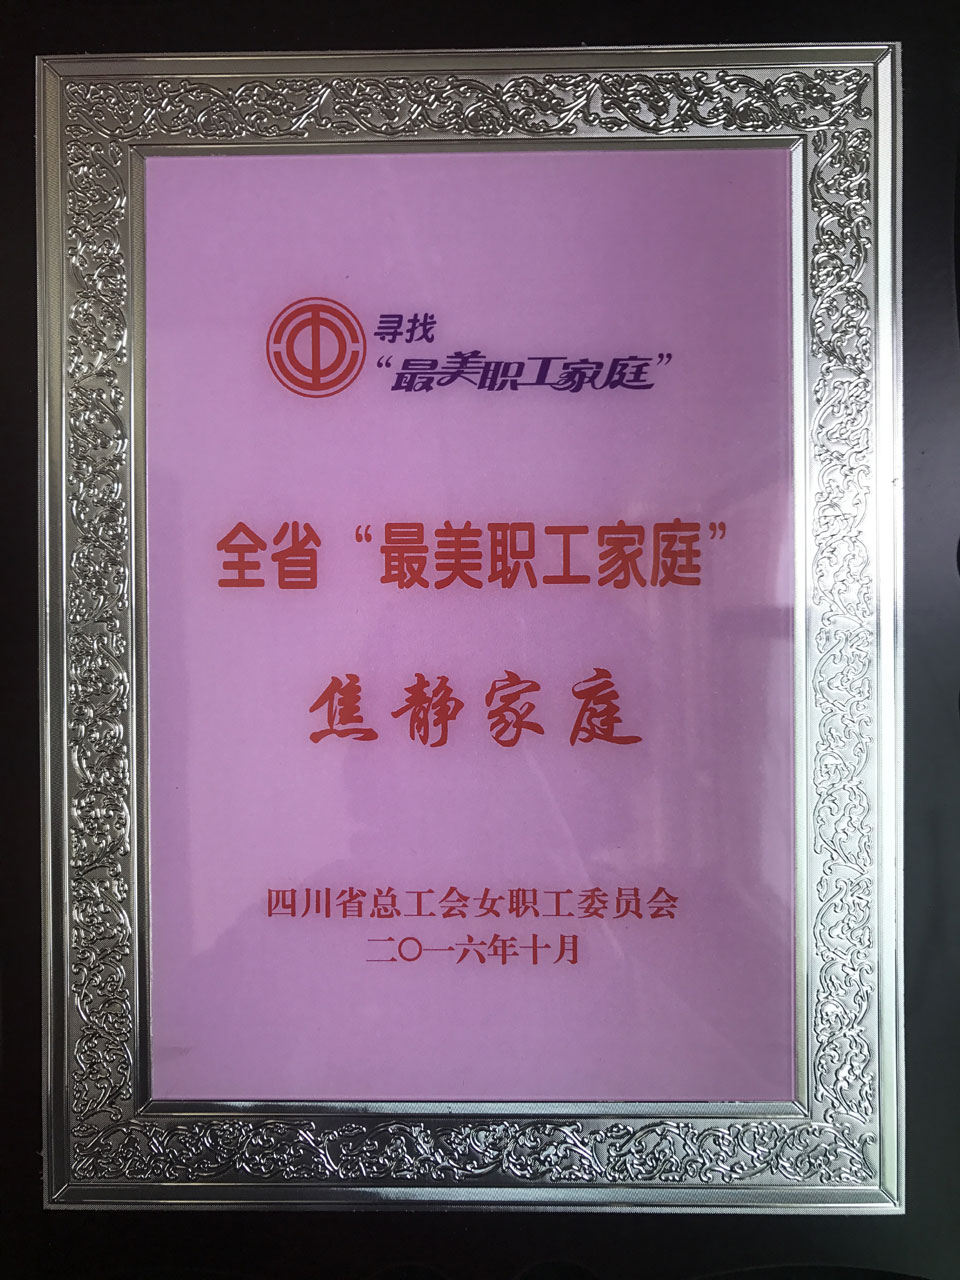 寻找
“最美职工家庭”
全省“最美职工家庭”
焦静家庭
四川省总工会女职工委员会
二〇一六年十月